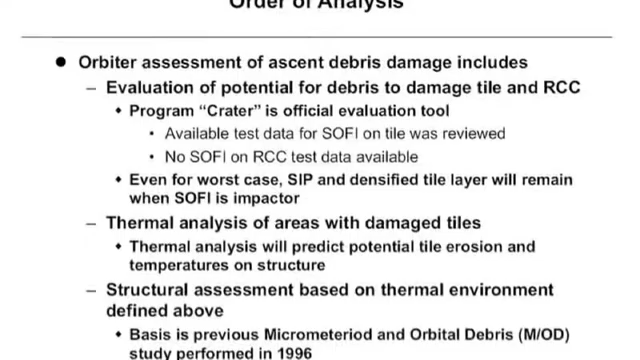 Order of Analysis
● Orbiter assessment of ascent debris damage includes
– Evaluation of potential for debris to damage tile and RCC
◆ Program “Crater” is official evaluation tool
• Available test data for SOFI on tile was reviewed
• No SOFI on RCC test data available
◆ Even for worst case, SIP and densified tile layer will remain
when SOFI is impactor
– Thermal analysis of areas with damaged tiles
◆ Thermal analysis will predict potential tile erosion and
temperatures on structure
– Structural assessment based on thermal environment
defined above
◆ Basis is previous Micrometeriod and Orbital Debris (M/OD)
study performed in 1996